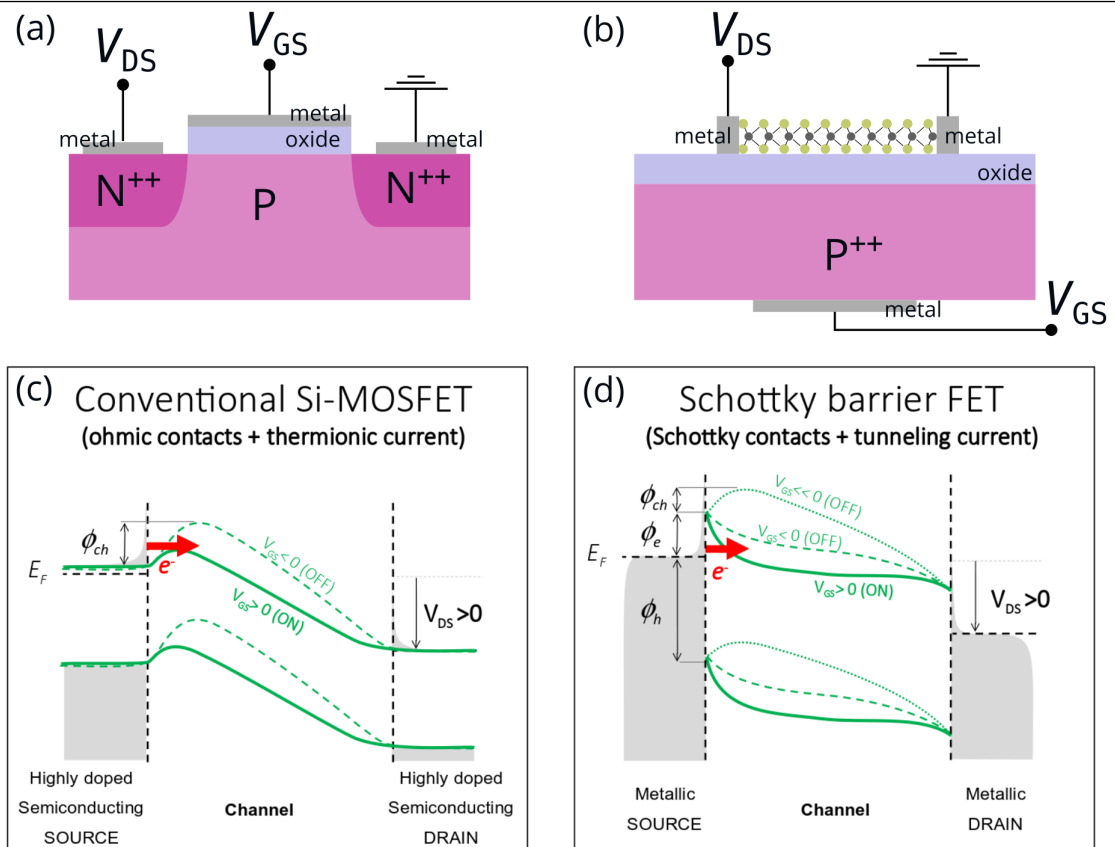 (a)
V_DS
V_GS
metal
metal
oxide
metal
N⁺⁺
P
N⁺⁺
(b)
V_DS
metal
metal
oxide
P⁺⁺
metal
V_GS
(c)
Conventional Si-MOSFET
(ohmic contacts + thermionic current)
ϕ_ch
E_F
e⁻
V_GS<0 (OFF)
V_GS>0 (ON)
V_DS>0
Highly doped
Semiconducting
SOURCE
Channel
Highly doped
Semiconducting
DRAIN
(d)
Schottky barrier FET
(Schottky contacts + tunneling current)
ϕ_ch
ϕ_e
E_F
ϕ_h
e⁻
V_GS<< 0 (OFF)
V_GS<0 (OFF)
V_GS>0 (ON)
V_DS>0
Metallic
SOURCE
Channel
Metallic
DRAIN